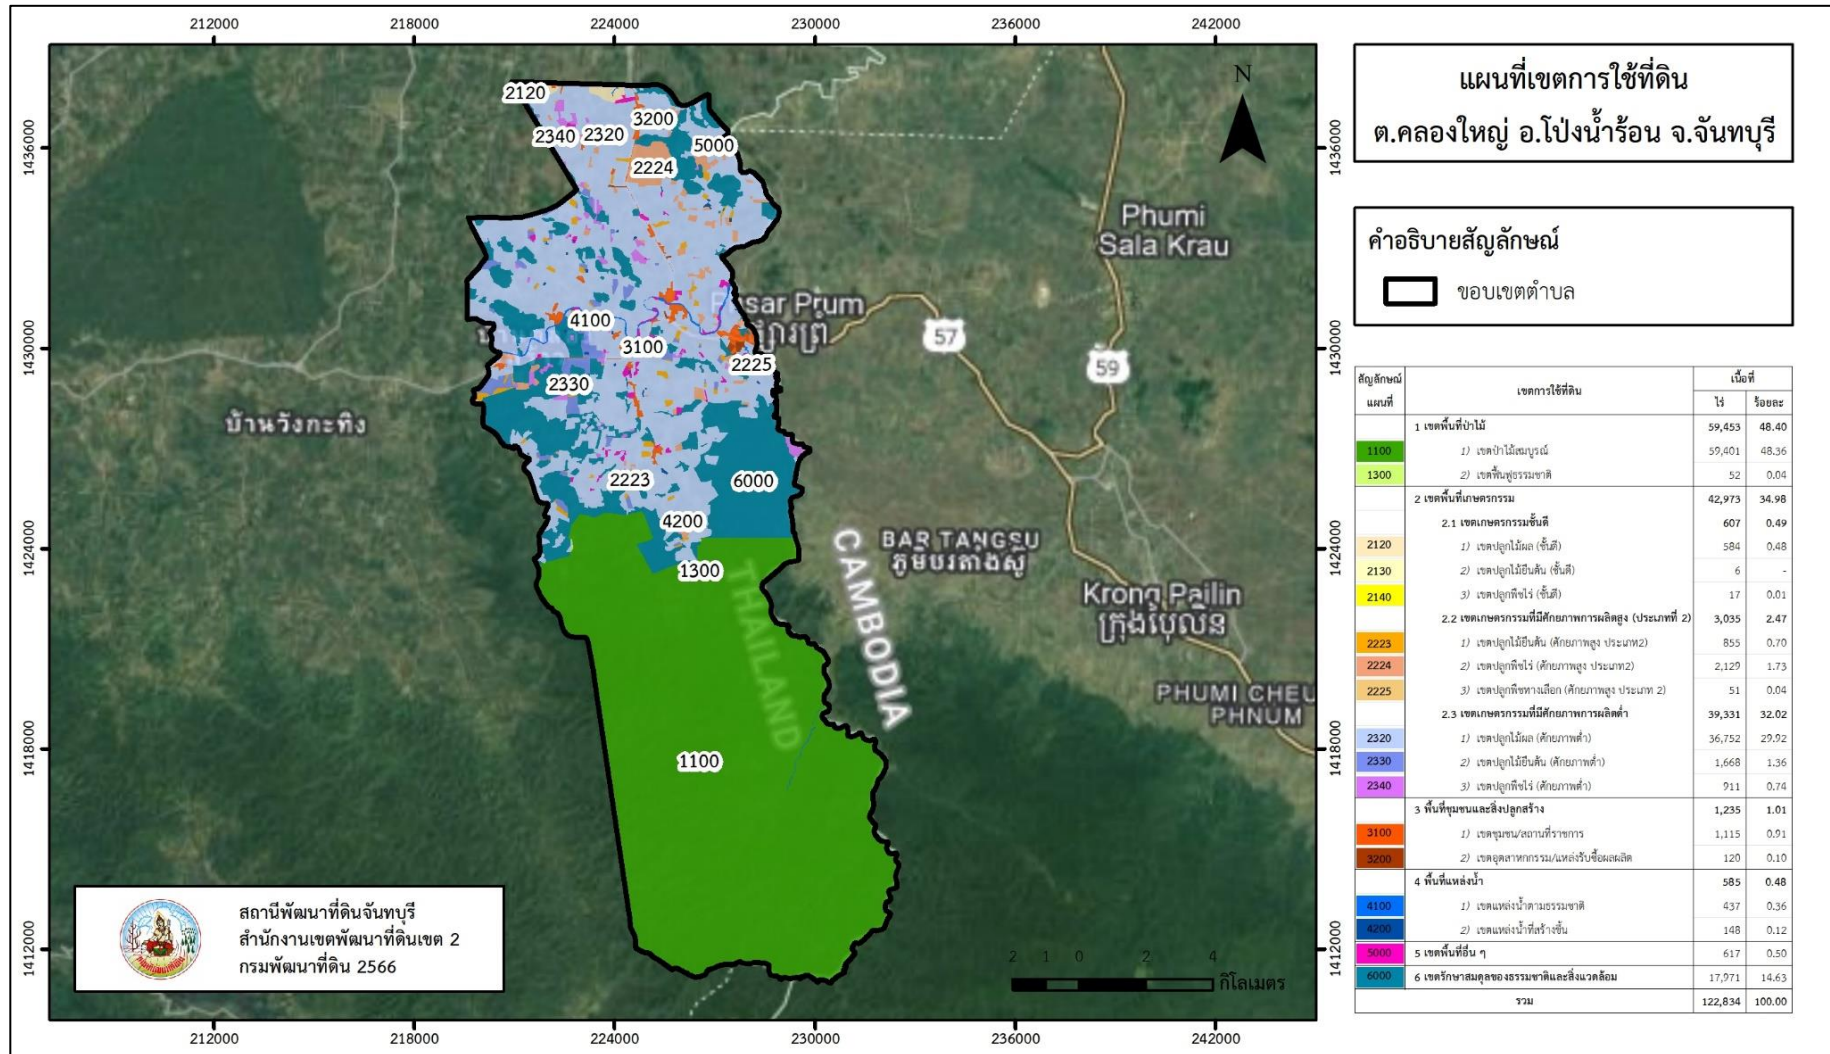 212000 218000 224000 230000 236000 242000
แผนที่เขตการใช้ที่ดิน
ต.คลองใหญ่ อ.โป่งน้ำร้อน จ.จันทบุรี
คำอธิบายสัญลักษณ์
ขอบเขตตำบล
สัญลักษณ์แผนที่ เขตการใช้ที่ดิน เนื้อที่
ไร่ ร้อยละ
1 เขตพื้นที่ป่าไม้ 59,453 48.40
1100 1) เขตป่าไม้สมบูรณ์ 59,401 48.36
1300 2) เขตฟื้นฟูธรรมชาติ 52 0.04
2 เขตพื้นที่เกษตรกรรม 42,973 34.98
2.1 เขตเกษตรกรรมชั้นดี 607 0.49
2120 1) เขตปลูกไม้ผล (ชั้นดี) 584 0.48
2130 2) เขตปลูกไม้ยืนต้น (ชั้นดี) 6 -
2140 3) เขตปลูกพืชไร่ (ชั้นดี) 17 0.01
2.2 เขตเกษตรกรรมที่มีศักยภาพการผลิตสูง (ประเภทที่ 2) 3,035 2.47
2223 1) เขตปลูกไม้ยืนต้น (ศักยภาพสูง ประเภท2) 855 0.70
2224 2) เขตปลูกพืชไร่ (ศักยภาพสูง ประเภท2) 2,129 1.73
2225 3) เขตปลูกพืชทางเลือก (ศักยภาพสูง ประเภท 2) 51 0.04
2.3 เขตเกษตรกรรมที่มีศักยภาพการผลิตต่ำ 39,331 32.02
2320 1) เขตปลูกไม้ผล (ศักยภาพต่ำ) 36,752 29.92
2330 2) เขตปลูกไม้ยืนต้น (ศักยภาพต่ำ) 1,668 1.36
2340 3) เขตปลูกพืชไร่ (ศักยภาพต่ำ) 911 0.74
3 พื้นที่ชุมชนและสิ่งปลูกสร้าง 1,235 1.01
3100 1) เขตชุมชน/สถานที่ราชการ 1,115 0.91
3200 2) เขตอุตสาหกรรม/แหล่งรับซื้อผลผลิต 120 0.10
4 พื้นที่แหล่งน้ำ 585 0.48
4100 1) เขตแหล่งน้ำตามธรรมชาติ 437 0.36
4200 2) เขตแหล่งน้ำที่สร้างขึ้น 148 0.12
5000 5 เขตพื้นที่อื่น ๆ 617 0.50
6000 6 เขตรักษาสมดุลของธรรมชาติและสิ่งแวดล้อม 17,971 14.63
รวม 122,834 100.00
N
2120
3200
2340 2320
5000
2224
Phumi
Sala Krau
sar Prum
4100
3100
2225
2330
57
59
บ้านวังกะทิง
2223
6000
4200
1300
BAR TANGSU
ភូមិបរតាំងស៊ូ
THAILAND
CAMBODIA
Krong Pailin
ក្រុងប៉ៃលិន
PHUMI CHEU
PHNUM
1100
1436000 1436000
1430000 1430000
1424000 1424000
1418000 1418000
1412000 1412000
สถานีพัฒนาที่ดินจันทบุรี
สำนักงานเขตพัฒนาที่ดินเขต 2
กรมพัฒนาที่ดิน 2566
2 1 0 2 4
กิโลเมตร
212000 218000 224000 230000 236000 242000